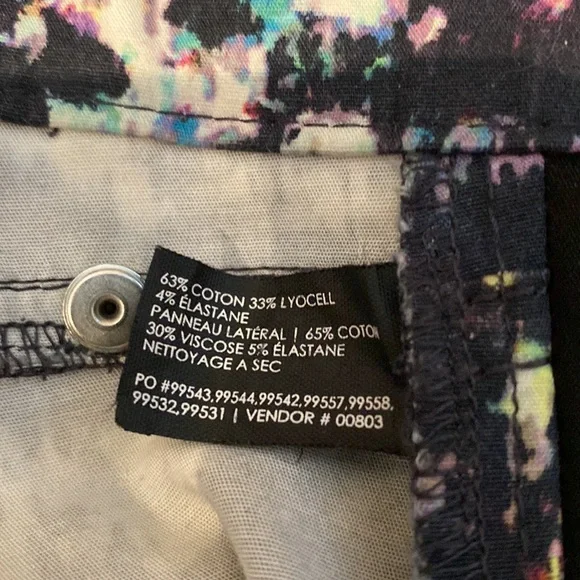 63% COTON 33% LYOCELL
4% ÉLASTANE
PANNEAU LATÉRAL | 65% COTON
30% VISCOSE 5% ÉLASTANE
NETTOYAGE A SEC
PO #99543,99544,99542,99557,99558,
99532,99531 | VENDOR # 00803